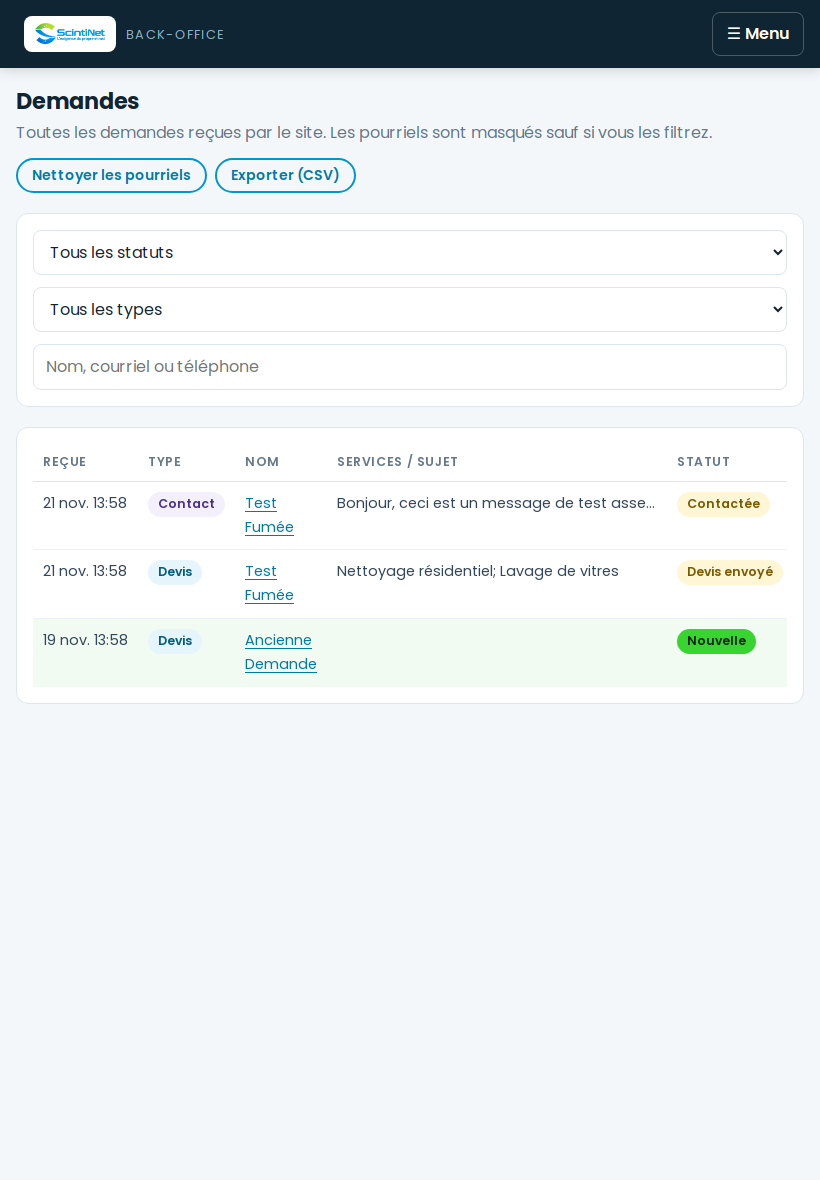 ScintiNet
BACK-OFFICE
☰ Menu
Demandes
Toutes les demandes reçues par le site. Les pourriels sont masqués sauf si vous les filtrez.
Nettoyer les pourriels
Exporter (CSV)
Tous les statuts
Tous les types
Nom, courriel ou téléphone
REÇUE TYPE NOM SERVICES / SUJET STATUT
21 nov. 13:58 Contact Test Bonjour, ceci est un message de test asse… Contactée
Fumée
21 nov. 13:58 Devis Test Nettoyage résidentiel; Lavage de vitres Devis envoyé
Fumée
19 nov. 13:58 Devis Ancienne Nouvelle
Demande